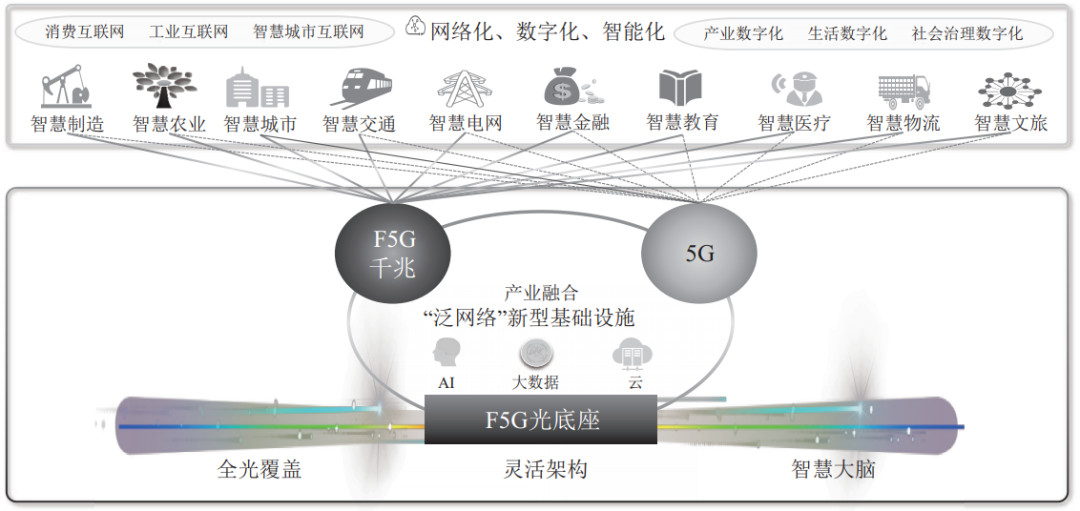 消费互联网 工业互联网 智慧城市互联网
网络化、数字化、智能化
产业数字化 生活数字化 社会治理数字化
智慧制造 智慧农业 智慧城市 智慧交通 智慧电网 智慧金融 智慧教育 智慧医疗 智慧物流 智慧文旅
$
F5G
千兆
5G
产业融合
“泛网络”新型基础设施
AI 大数据 云
F5G光底座
全光覆盖 灵活架构 智慧大脑